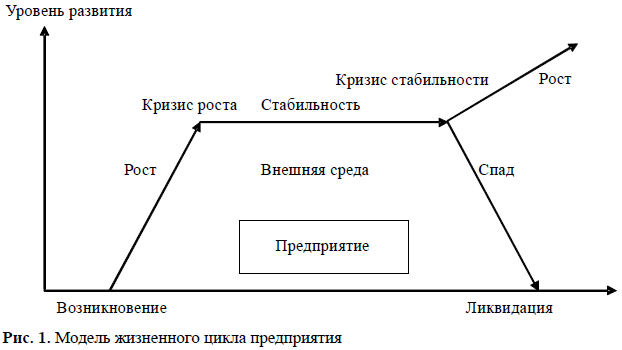 Уровень развития
Кризис стабильности
Рост
Кризис роста
Стабильность
Рост
Внешняя среда
Спад
Предприятие
Возникновение
Ликвидация
Рис. 1. Модель жизненного цикла предприятия